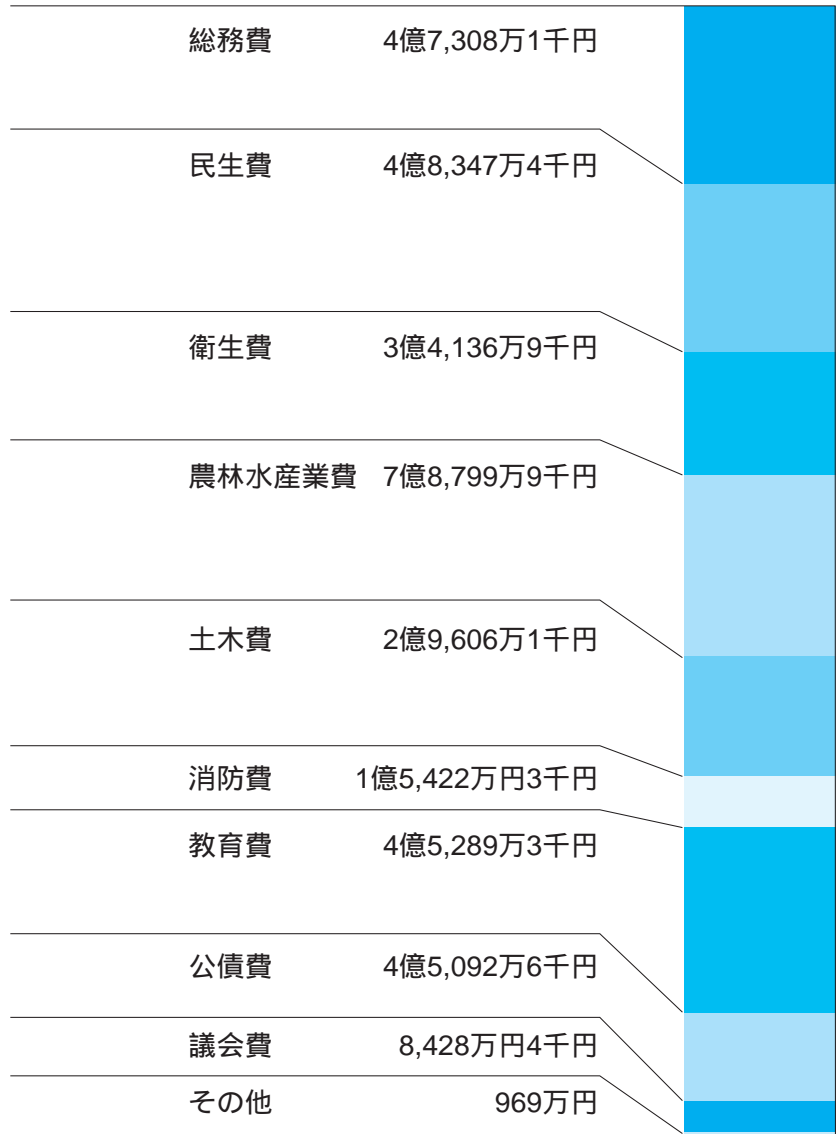 総務費 4億7,308万1千円
民生費 4億8,347万4千円
衛生費 3億4,136万9千円
農林水産業費 7億8,799万9千円
土木費 2億9,606万1千円
消防費 1億5,422万円3千円
教育費 4億5,289万3千円
公債費 4億5,092万6千円
議会費 8,428万円4千円
その他 969万円